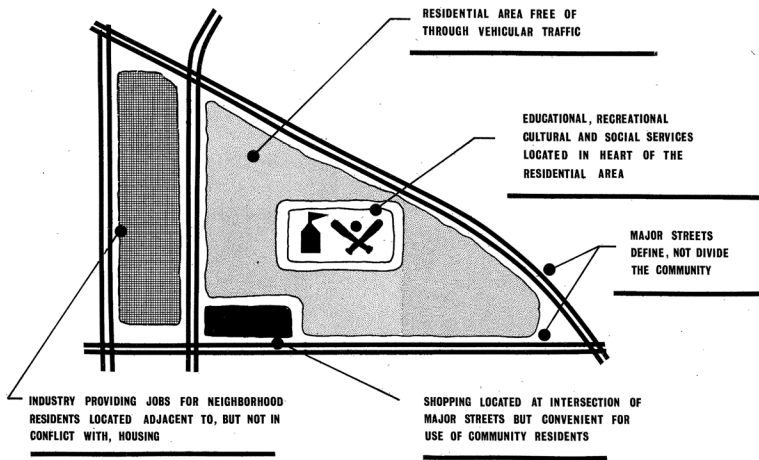 RESIDENTIAL AREA FREE OF
THROUGH VEHICULAR TRAFFIC
EDUCATIONAL, RECREATIONAL
CULTURAL AND SOCIAL SERVICES
LOCATED IN HEART OF THE
RESIDENTIAL AREA
MAJOR STREETS
DEFINE, NOT DIVIDE
THE COMMUNITY
INDUSTRY PROVIDING JOBS FOR NEIGHBORHOOD
RESIDENTS LOCATED ADJACENT TO, BUT NOT IN
CONFLICT WITH, HOUSING
SHOPPING LOCATED AT INTERSECTION OF
MAJOR STREETS BUT CONVENIENT FOR
USE OF COMMUNITY RESIDENTS